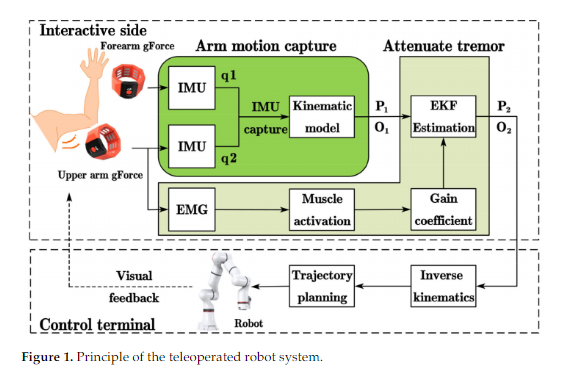 Interactive side
Forearm gForce
Arm motion capture
Attenuate tremor
IMU
q1
IMU
capture
Kinematic
model
P1
O1
EKF
Estimation
P2
O2
IMU
q2
Upper arm gForce
EMG
Muscle
activation
Gain
coefficient
Visual
feedback
Robot
Trajectory
planning
Inverse
kinematics
Control terminal
Figure 1. Principle of the teleoperated robot system.